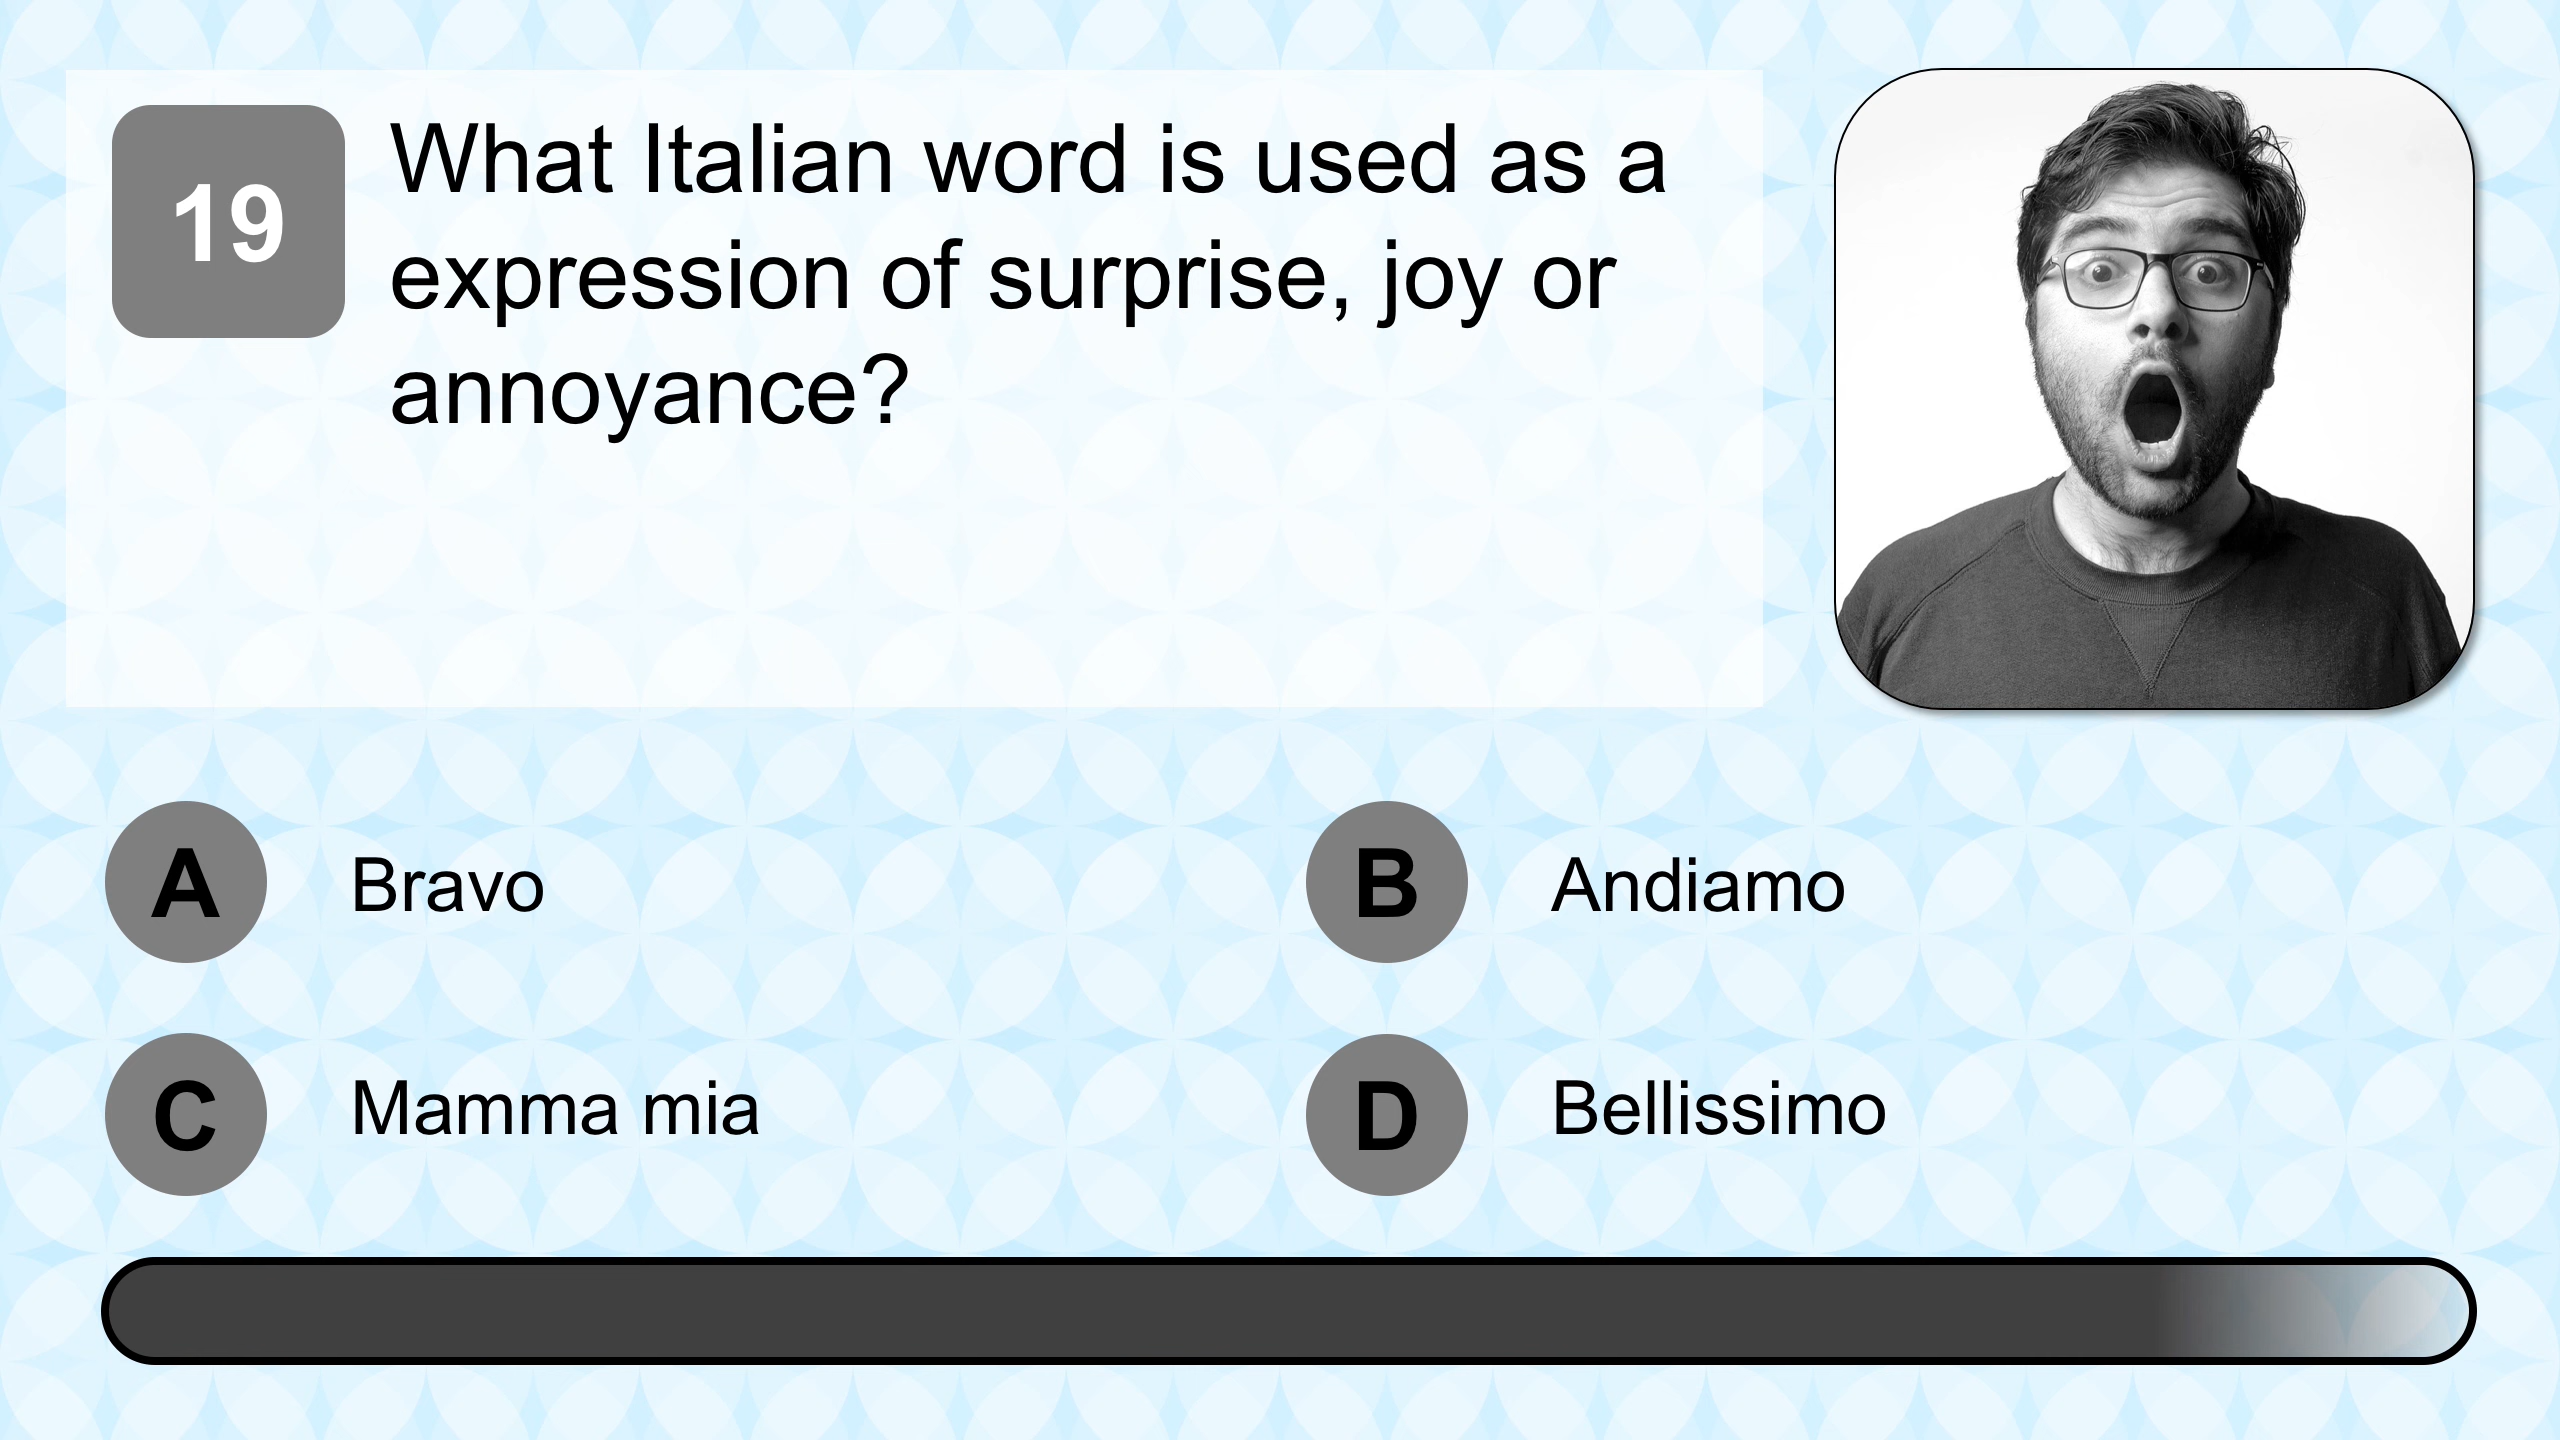 19
What Italian word is used as a
expression of surprise, joy or
annoyance?
A Bravo
B Andiamo
C Mamma mia
D Bellissimo